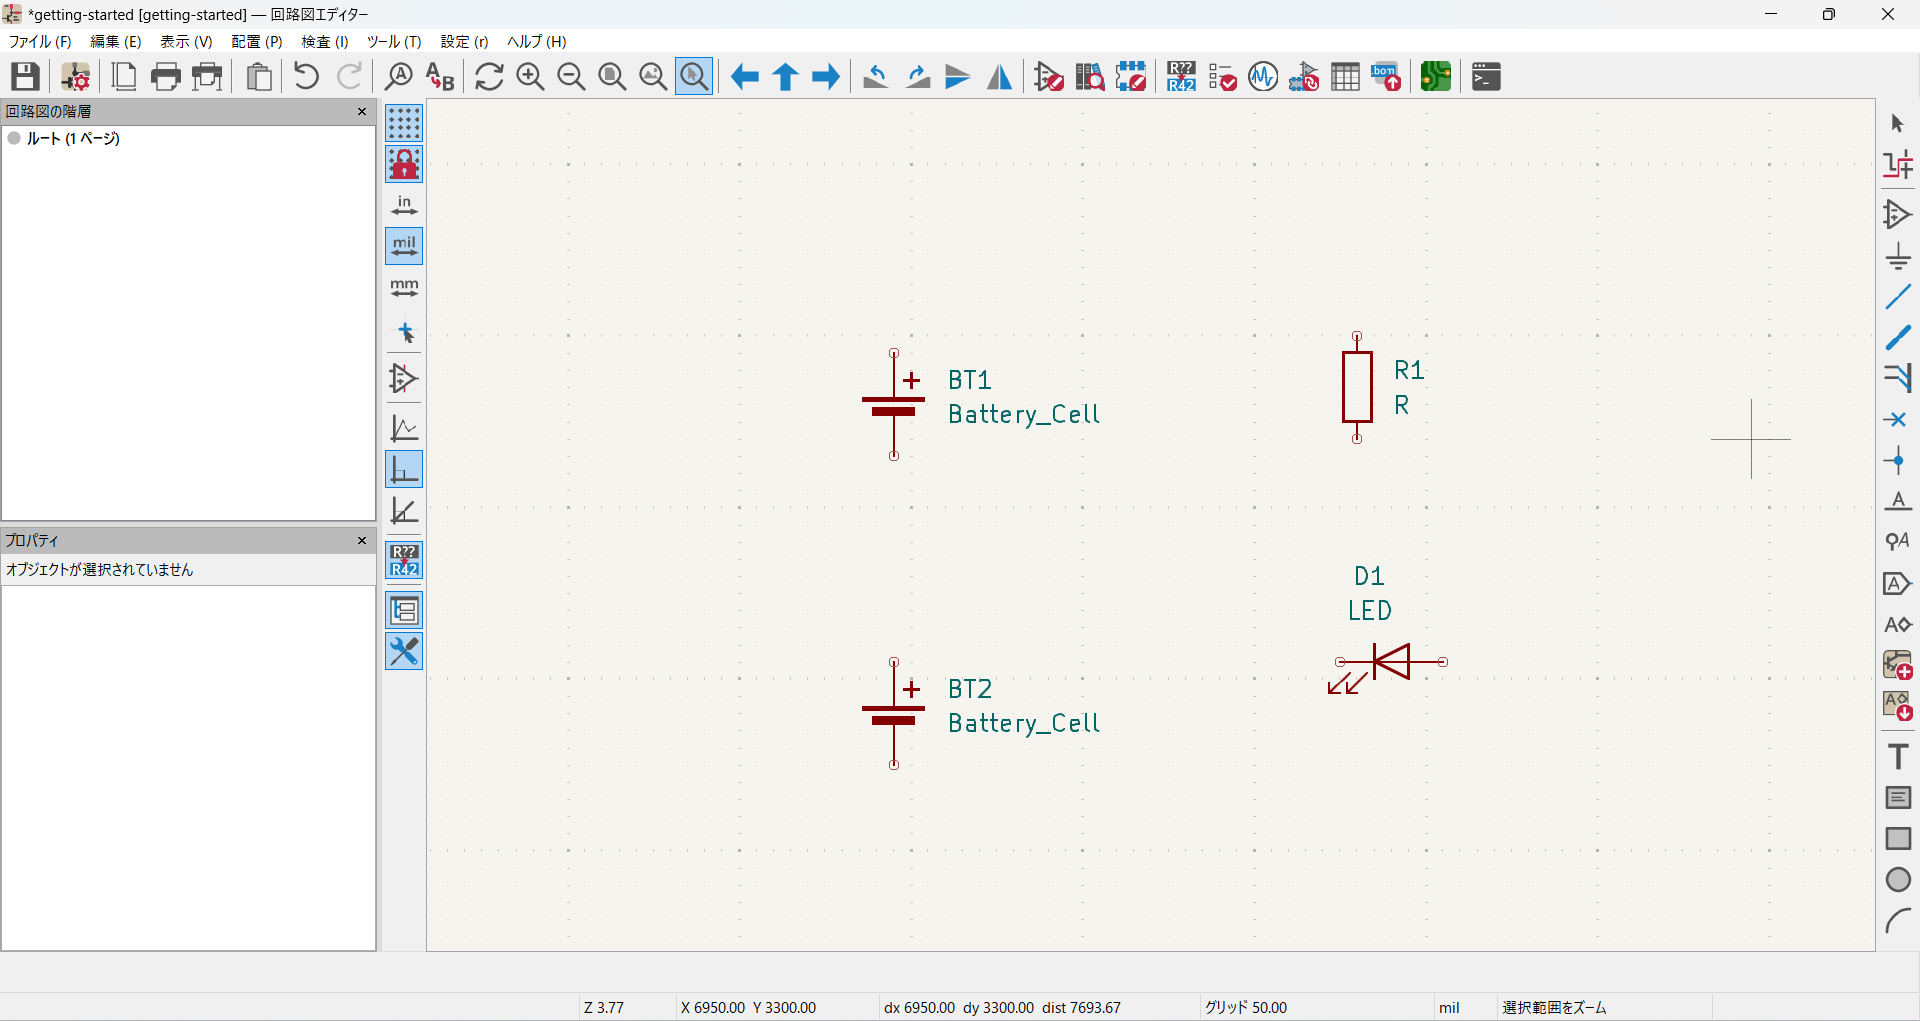 *getting-started [getting-started] — 回路図エディター
ファイル (F) 編集 (E) 表示 (V) 配置 (P) 検査 (I) ツール (T) 設定 (r) ヘルプ (H)
A
A B
R??
R42
.bom
回路図の階層
ルート (1 ページ)
in
mil
mm
R??
R42
プロパティ
オブジェクトが選択されていません
BT1
Battery_Cell
R1
R
D1
LED
BT2
Battery_Cell
A
A
A
A
A
T
Z 3.77
X 6950.00 Y 3300.00
dx 6950.00 dy 3300.00 dist 7693.67
グリッド 50.00
mil
選択範囲をズーム